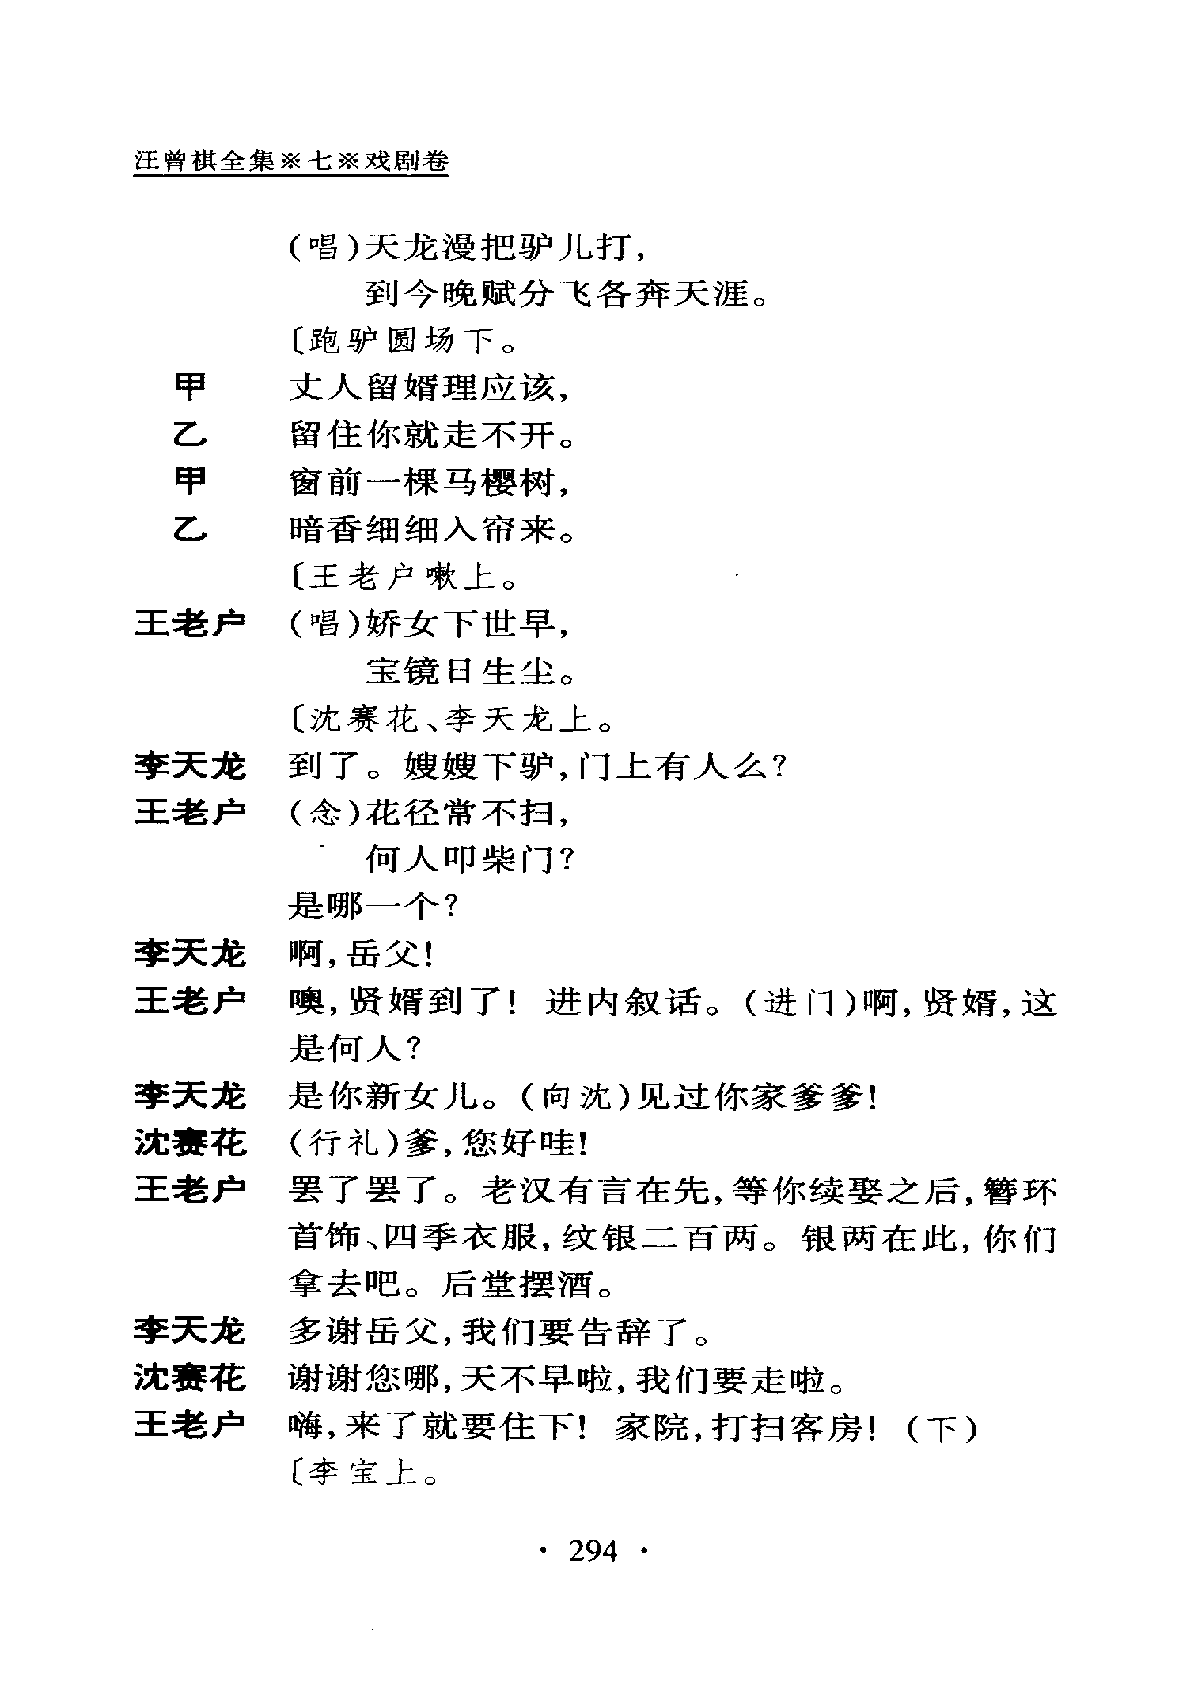 汪曾祺全集※七※戏剧卷
(唱)天龙漫把驴儿打,
到今晚赋分飞各奔天涯。
〔跑驴圆场下。
甲 丈人留婿理应该,
乙 留住你就走不开。
甲 窗前一棵马樱树,
乙 暗香细细入帘来。
〔王老户嗽上。
王老户 (唱)娇女下世早,
宝镜日生尘。
〔沈赛花、李天龙上。
李天龙 到了。嫂嫂下驴,门上有人么?
王老户 (念)花径常不扫,
何人叩柴门?
是哪一个?
李天龙 啊,岳父!
王老户 噢,贤婿到了! 进内叙话。(进门)啊,贤婿,这
是何人?
李天龙 是你新女儿。(向沈)见过你家爹爹!
沈赛花 (行礼)爹,您好哇!
王老户 罢了罢了。老汉有言在先,等你续娶之后,簪环
首饰、四季衣服,纹银二百两。银两在此,你们
拿去吧。后堂摆酒。
李天龙 多谢岳父,我们要告辞了。
沈赛花 谢谢您哪,天不早啦,我们要走啦。
王老户 嗨,来了就要住下! 家院,打扫客房! (下)
〔李宝上。
· 294 ·